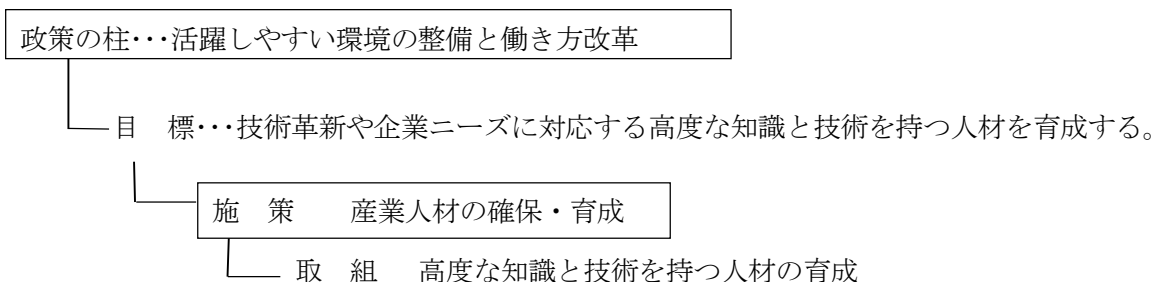 政策の柱･･･活躍しやすい環境の整備と働き方改革
目　標･･･技術革新や企業ニーズに対応する高度な知識と技術を持つ人材を育成する。
施　策　　産業人材の確保・育成
取　組　高度な知識と技術を持つ人材の育成